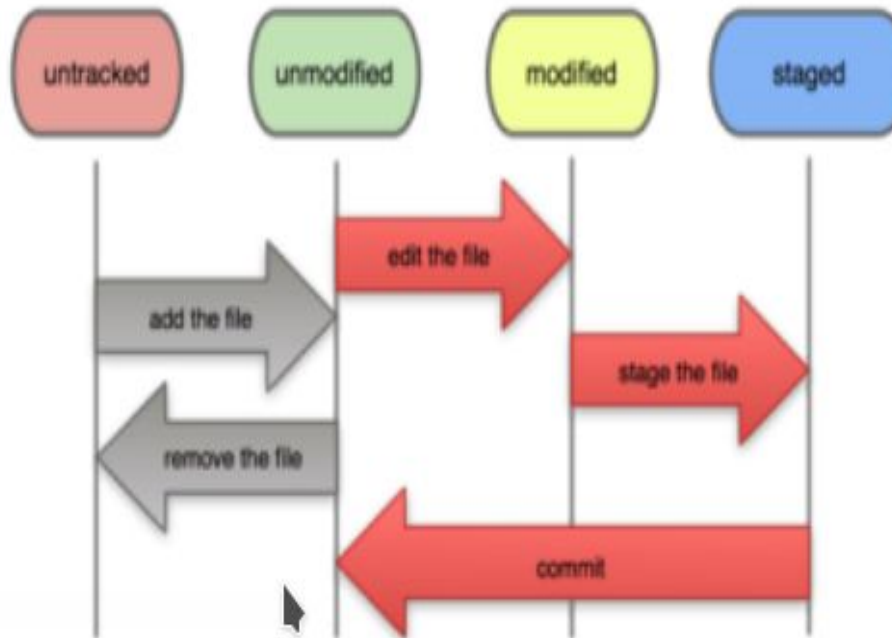 untracked
unmodified
modified
staged
edit the file
add the file
stage the file
remove the file
commit